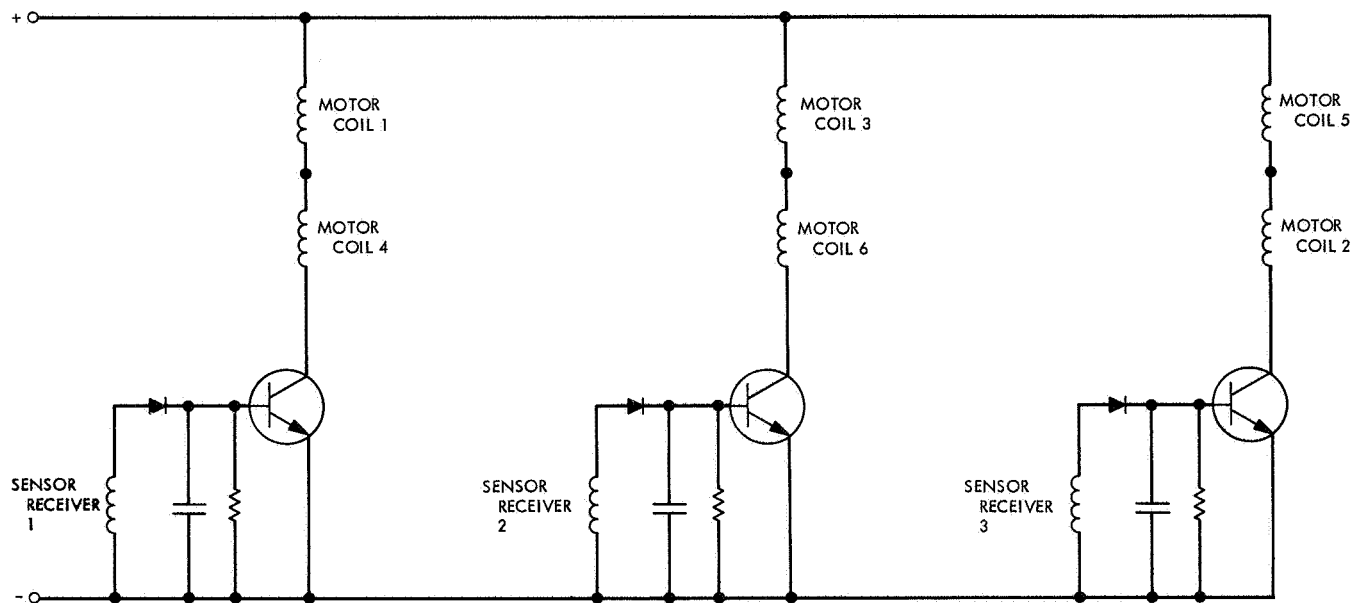 +
MOTOR
COIL 1
MOTOR
COIL 3
MOTOR
COIL 5
MOTOR
COIL 4
MOTOR
COIL 6
MOTOR
COIL 2
SENSOR
RECEIVER
1
SENSOR
RECEIVER
2
SENSOR
RECEIVER
3
-